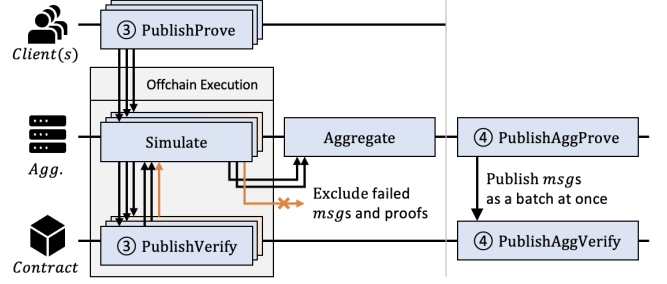 ③ PublishProve
Client(s)
Offchain Execution
Simulate
Aggregate
④ PublishAggProve
Agg.
Exclude failed
msgs and proofs
Publish msgs
as a batch at once
③ PublishVerify
④ PublishAggVerify
Contract